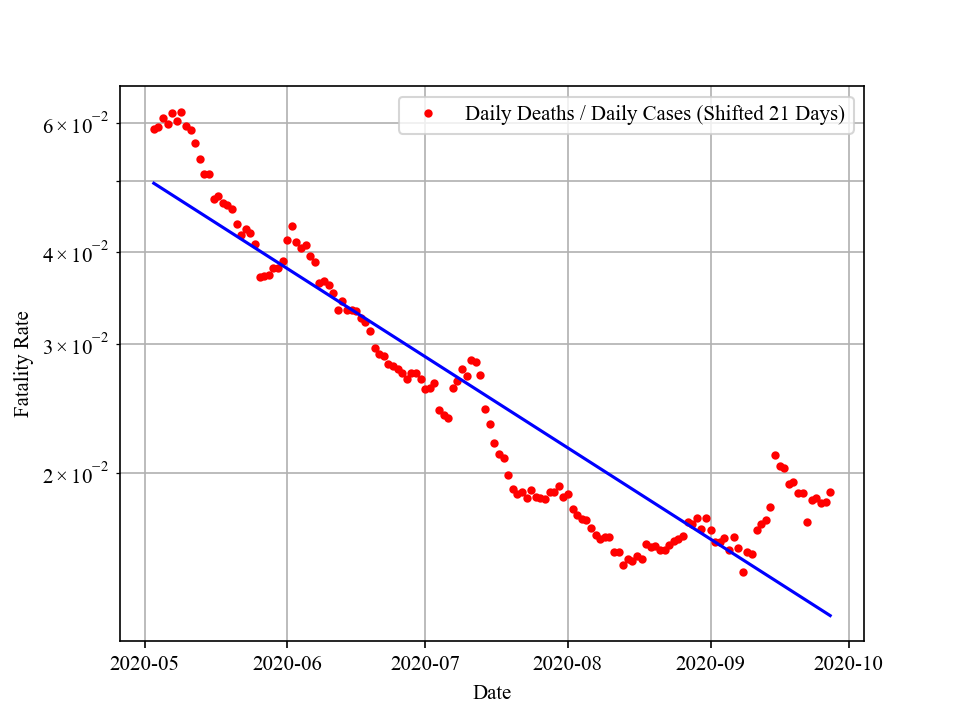 Daily Deaths / Daily Cases (Shifted 21 Days)
6 × 10⁻²
4 × 10⁻²
3 × 10⁻²
2 × 10⁻²
Fatality Rate
2020-05 2020-06 2020-07 2020-08 2020-09 2020-10
Date